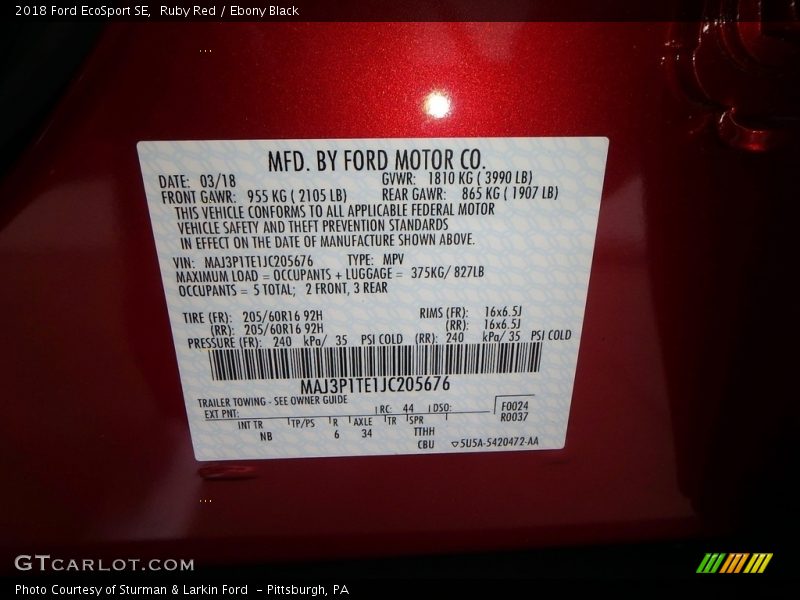 2018 Ford EcoSport SE, Ruby Red / Ebony Black
MFD. BY FORD MOTOR CO.
DATE: 03/18 GVWR: 1810 KG ( 3990 LB)
FRONT GAWR: 955 KG ( 2105 LB) REAR GAWR: 865 KG ( 1907 LB)
THIS VEHICLE CONFORMS TO ALL APPLICABLE FEDERAL MOTOR
VEHICLE SAFETY AND THEFT PREVENTION STANDARDS
IN EFFECT ON THE DATE OF MANUFACTURE SHOWN ABOVE.
VIN: MAJ3P1TE1JC205676 TYPE: MPV
MAXIMUM LOAD = OCCUPANTS + LUGGAGE = 375KG/ 827LB
OCCUPANTS = 5 TOTAL; 2 FRONT, 3 REAR
TIRE (FR): 205/60R16 92H RIMS (FR): 16x6.5J
(RR): 205/60R16 92H (RR): 16x6.5J
PRESSURE (FR): 240 kPa/ 35 PSI COLD (RR): 240 kPa/ 35 PSI COLD
MAJ3P1TE1JC205676
TRAILER TOWING - SEE OWNER GUIDE
EXT PNT: RC: 44 DSO: F0024
R0037
INT TR TP/PS R AXLE TR SPR
NB 6 34 TTHH
CBU 5U5A-5420472-AA
GTCARLOT.COM
Photo Courtesy of Sturman & Larkin Ford - Pittsburgh, PA